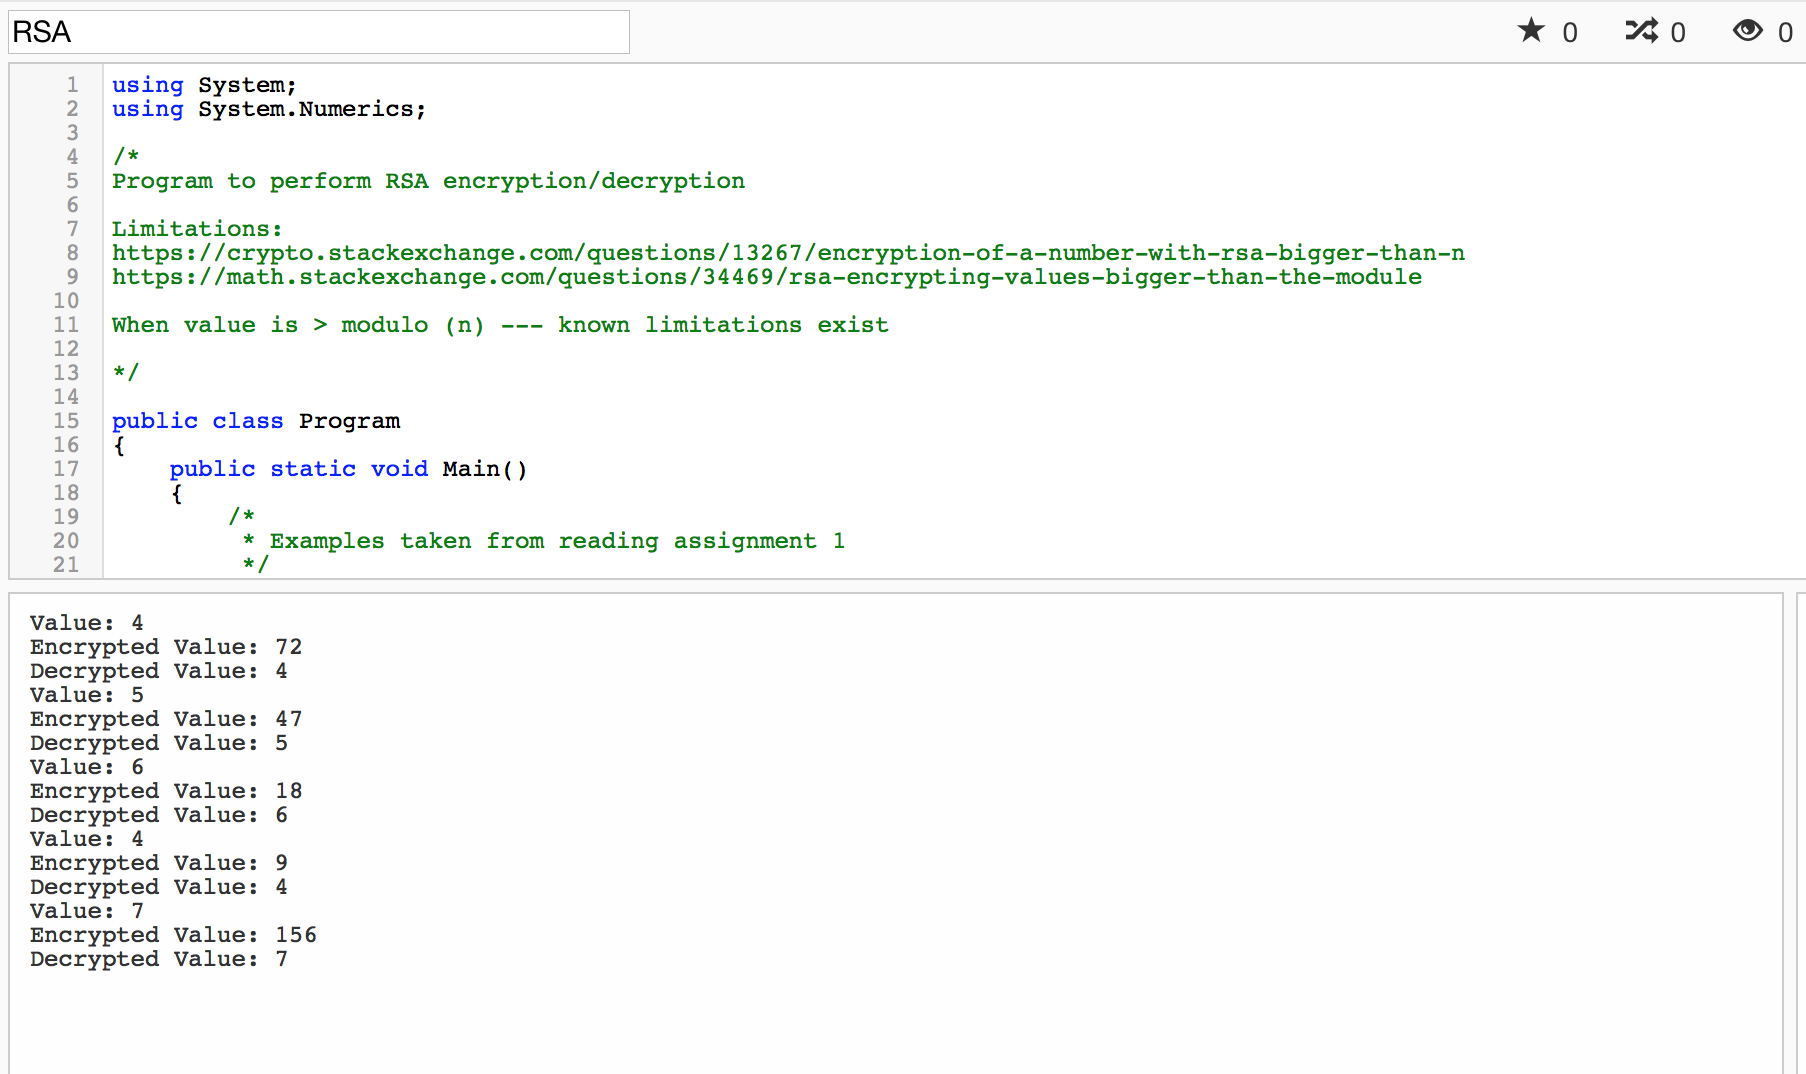 RSA
0 0 0
1 using System;
2 using System.Numerics;
3
4 /*
5 Program to perform RSA encryption/decryption
6
7 Limitations:
8 https://crypto.stackexchange.com/questions/13267/encryption-of-a-number-with-rsa-bigger-than-n
9 https://math.stackexchange.com/questions/34469/rsa-encrypting-values-bigger-than-the-module
10
11 When value is > modulo (n) --- known limitations exist
12
13 */
14
15 public class Program
16 {
17 public static void Main()
18 {
19 /*
20 * Examples taken from reading assignment 1
21 */
Value: 4
Encrypted Value: 72
Decrypted Value: 4
Value: 5
Encrypted Value: 47
Decrypted Value: 5
Value: 6
Encrypted Value: 18
Decrypted Value: 6
Value: 4
Encrypted Value: 9
Decrypted Value: 4
Value: 7
Encrypted Value: 156
Decrypted Value: 7